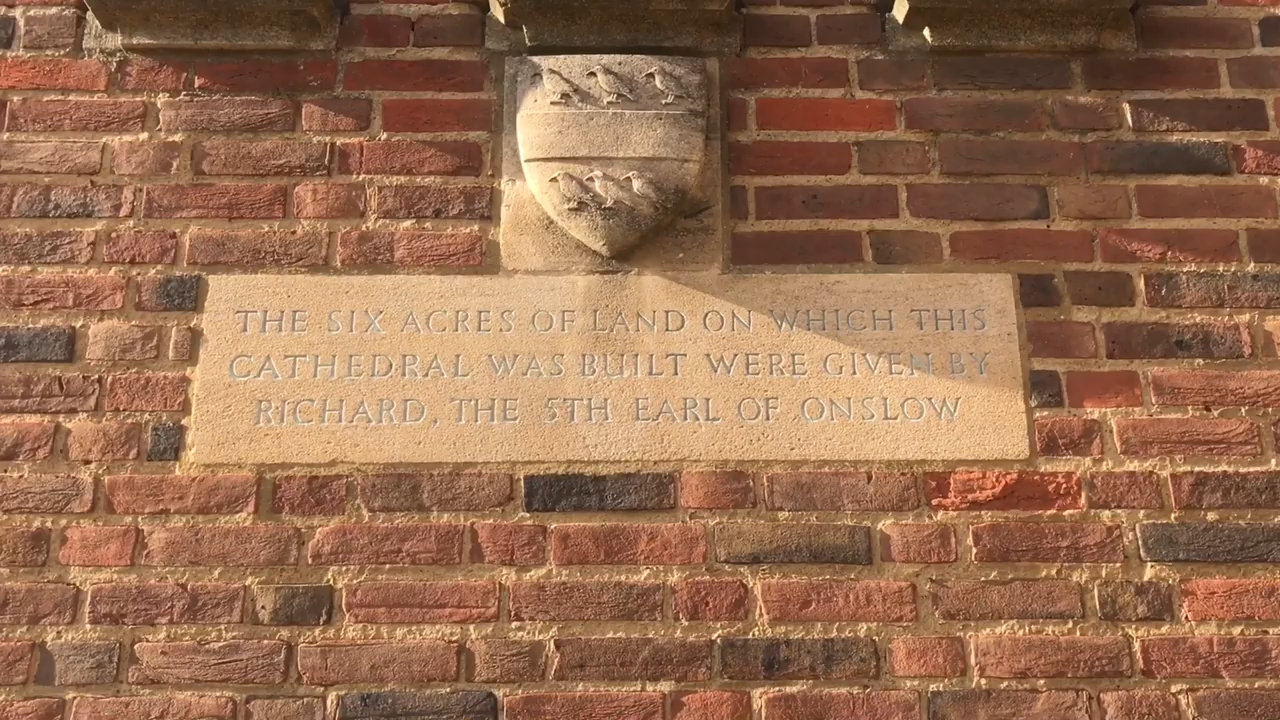 THE SIX ACRES OF LAND ON WHICH THIS
CATHEDRAL WAS BUILT WERE GIVEN BY
RICHARD, THE 5TH EARL OF ONSLOW